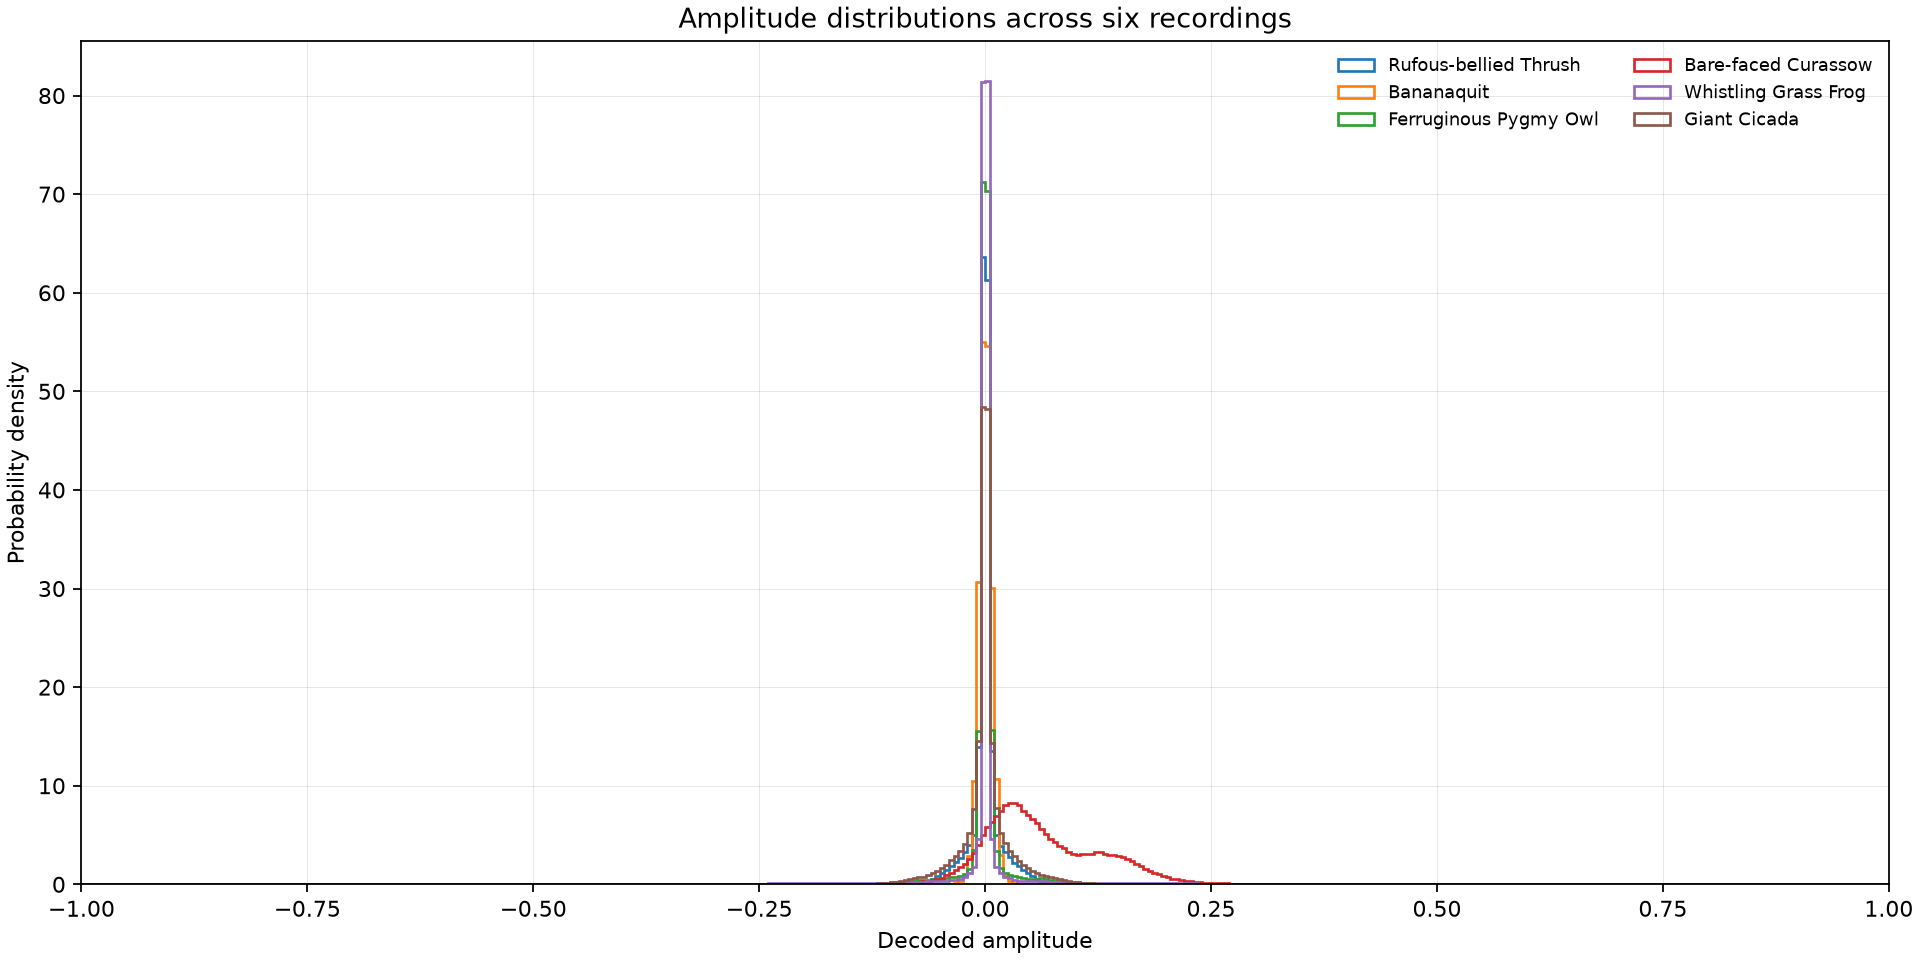 Amplitude distributions across six recordings
Rufous-bellied Thrush
Bananaquit
Ferruginous Pygmy Owl
Bare-faced Curassow
Whistling Grass Frog
Giant Cicada
Probability density
80
70
60
50
40
30
20
10
0
−1.00 −0.75 −0.50 −0.25 0.00 0.25 0.50 0.75 1.00
Decoded amplitude